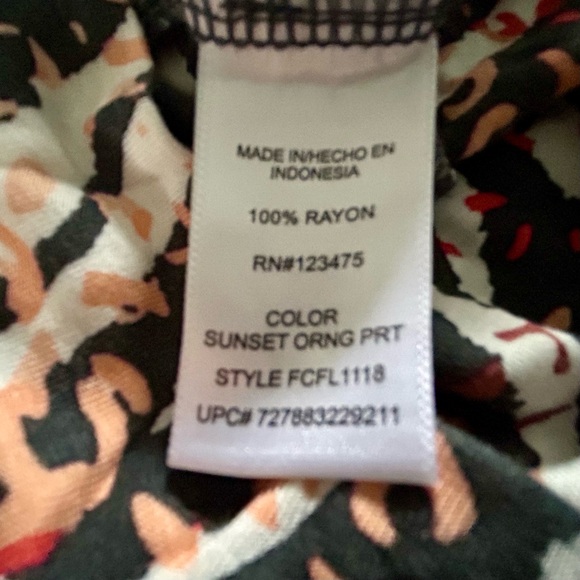 MADE IN/HECHO EN
INDONESIA
100% RAYON
RN#123475
COLOR
SUNSET ORNG PRT
STYLE FCFL1118
UPC# 727883229211